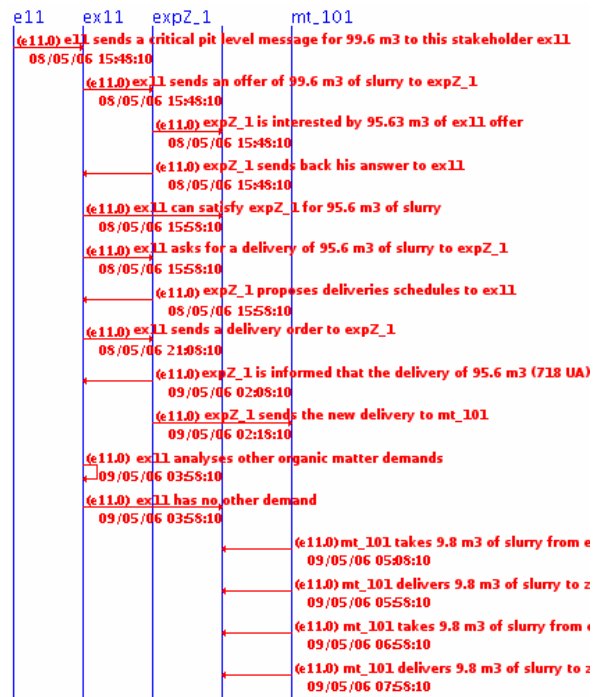 e11 ex11 expZ_1 mt_101
(e11.0) e11 sends a critical pit level message for 99.6 m3 to this stakeholder ex11
08/05/06 15:48:10
(e11.0) ex11 sends an offer of 99.6 m3 of slurry to expZ_1
08/05/06 15:48:10
(e11.0) expZ_1 is interested by 95.63 m3 of ex11 offer
08/05/06 15:48:10
(e11.0) expZ_1 sends back his answer to ex11
08/05/06 15:48:10
(e11.0) ex11 can satisfy expZ_1 for 95.6 m3 of slurry
08/05/06 15:58:10
(e11.0) ex11 asks for a delivery of 95.6 m3 of slurry to expZ_1
08/05/06 15:58:10
(e11.0) expZ_1 proposes deliveries schedules to ex11
08/05/06 15:58:10
(e11.0) ex11 sends a delivery order to expZ_1
08/05/06 21:08:10
(e11.0) expZ_1 is informed that the delivery of 95.6 m3 (718 UA)
09/05/06 02:08:10
(e11.0) expZ_1 sends the new delivery to mt_101
09/05/06 02:18:10
(e11.0) ex11 analyses other organic matter demands
09/05/06 03:58:10
(e11.0) ex11 has no other demand
09/05/06 03:58:10
(e11.0) mt_101 takes 9.8 m3 of slurry from e
09/05/06 05:08:10
(e11.0) mt_101 delivers 9.8 m3 of slurry to z
09/05/06 05:58:10
(e11.0) mt_101 takes 9.8 m3 of slurry from e
09/05/06 06:58:10
(e11.0) mt_101 delivers 9.8 m3 of slurry to z
09/05/06 07:58:10